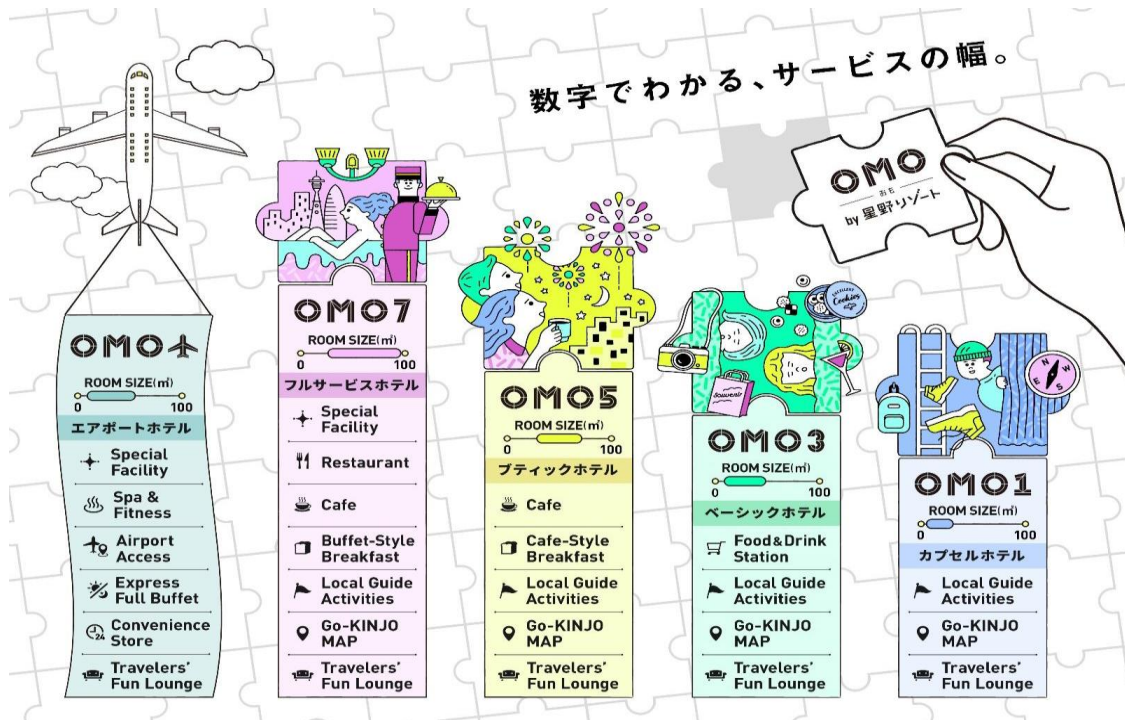 数字でわかる、サービスの幅。
OMO
おも
by 星野リゾート
OMO
ROOM SIZE(㎡)
0 100
エアポートホテル
Special
Facility
Spa &
Fitness
Airport
Access
Express
Full Buffet
24
Convenience
Store
Travelers'
Fun Lounge
OMO7
ROOM SIZE(㎡)
0 100
フルサービスホテル
Special
Facility
Restaurant
Cafe
Buffet-Style
Breakfast
Local Guide
Activities
Go-KINJO
MAP
Travelers'
Fun Lounge
OMO5
ROOM SIZE(㎡)
0 100
ブティックホテル
Cafe
Cafe-Style
Breakfast
Local Guide
Activities
Go-KINJO
MAP
Travelers'
Fun Lounge
EXCELLENT
Cookies
Souvenir
OMO3
ROOM SIZE(㎡)
0 100
ベーシックホテル
Food&Drink
Station
Local Guide
Activities
Go-KINJO
MAP
Travelers'
Fun Lounge
N
E W
S
OMO1
ROOM SIZE(㎡)
0 100
カプセルホテル
Local Guide
Activities
Go-KINJO
MAP
Travelers'
Fun Lounge